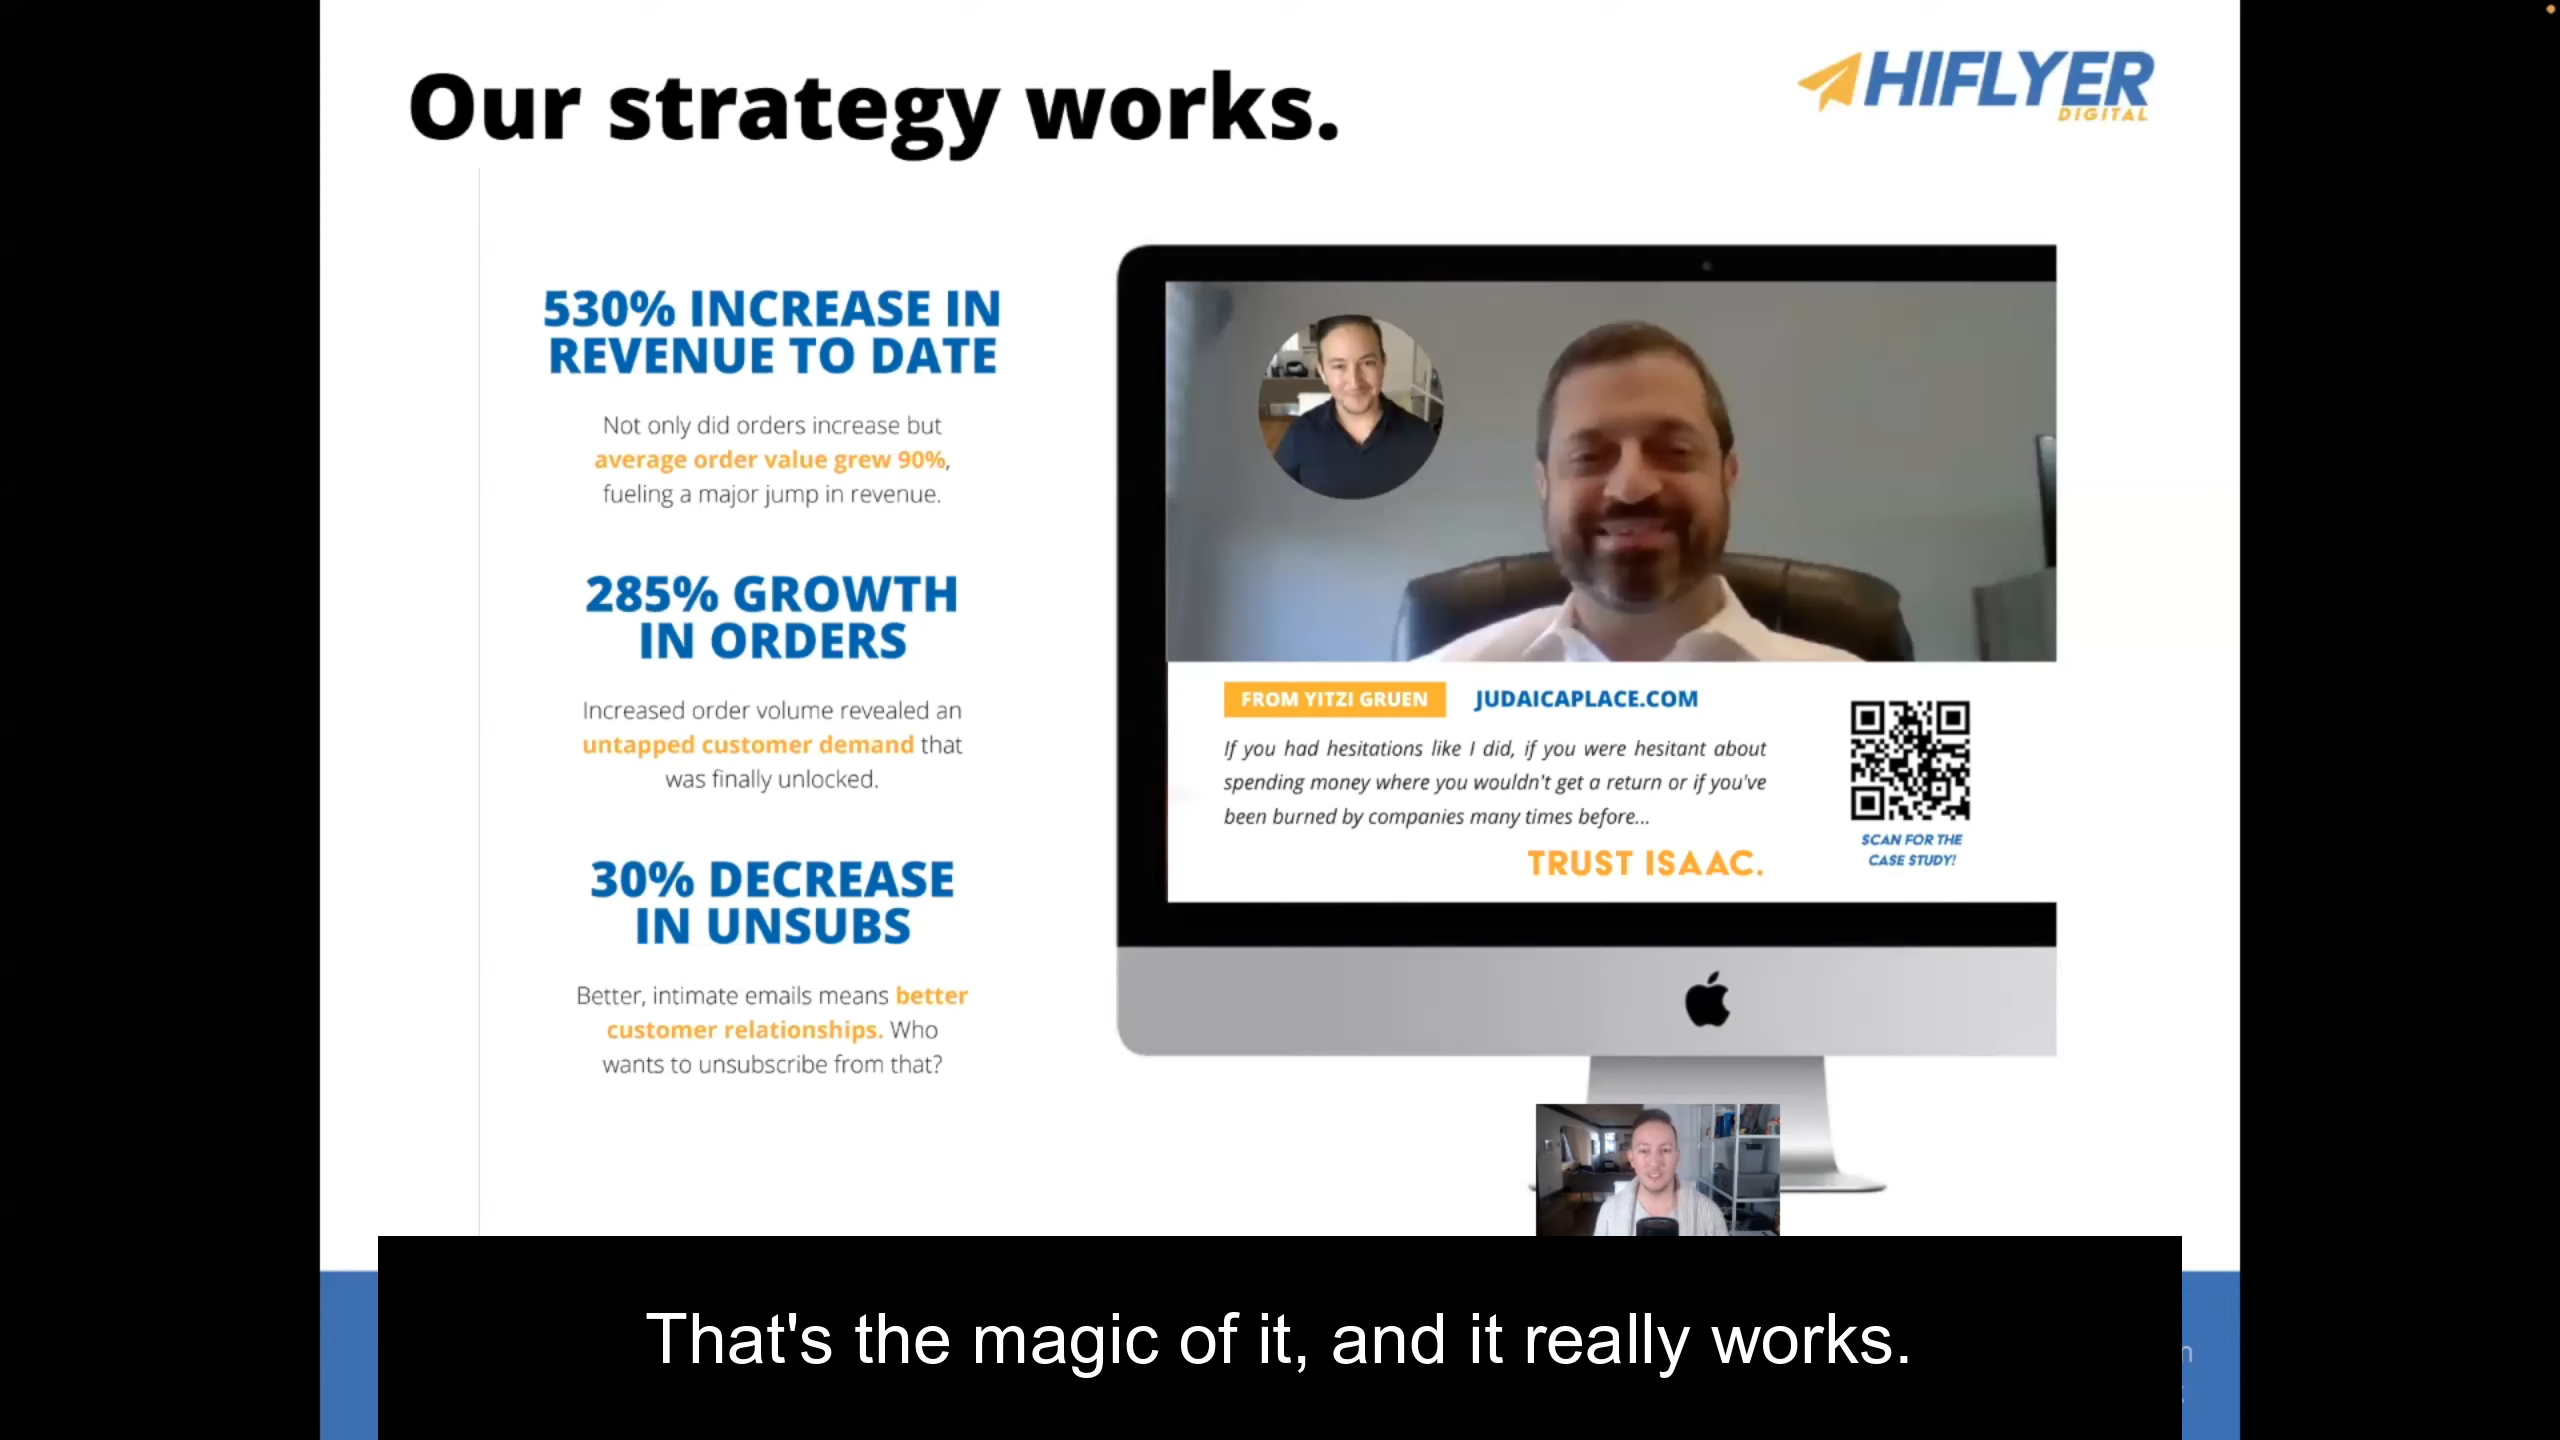 Our strategy works.
HIFLYER
DIGITAL
530% INCREASE IN
REVENUE TO DATE
Not only did orders increase but
average order value grew 90%,
fueling a major jump in revenue.
285% GROWTH
IN ORDERS
Increased order volume revealed an
untapped customer demand that
was finally unlocked.
30% DECREASE
IN UNSUBS
Better, intimate emails means better
customer relationships. Who
wants to unsubscribe from that?
FROM YITZI GRUEN
JUDAICAPLACE.COM
If you had hesitations like I did, if you were hesitant about
spending money where you wouldn't get a return or if you've
been burned by companies many times before...
TRUST ISAAC.
SCAN FOR THE
CASE STUDY!
That's the magic of it, and it really works.